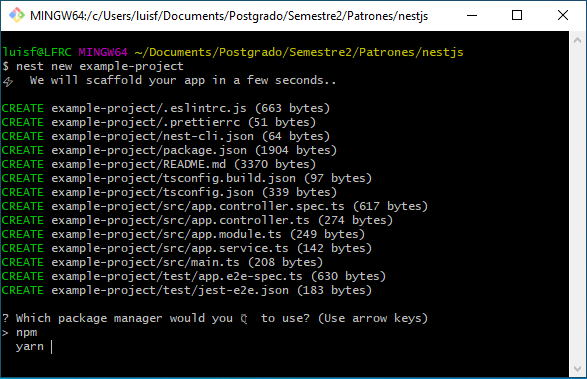 MINGW64:/c/Users/luisf/Documents/Postgrado/Semestre2/Patrones/nestjs
luisf@LFRC MINGW64 ~/Documents/Postgrado/Semestre2/Patrones/nestjs
$ nest new example-project
⚡ We will scaffold your app in a few seconds..
CREATE example-project/.eslintrc.js (663 bytes)
CREATE example-project/.prettierrc (51 bytes)
CREATE example-project/nest-cli.json (64 bytes)
CREATE example-project/package.json (1904 bytes)
CREATE example-project/README.md (3370 bytes)
CREATE example-project/tsconfig.build.json (97 bytes)
CREATE example-project/tsconfig.json (339 bytes)
CREATE example-project/src/app.controller.spec.ts (617 bytes)
CREATE example-project/src/app.controller.ts (274 bytes)
CREATE example-project/src/app.module.ts (249 bytes)
CREATE example-project/src/app.service.ts (142 bytes)
CREATE example-project/src/main.ts (208 bytes)
CREATE example-project/test/app.e2e-spec.ts (630 bytes)
CREATE example-project/test/jest-e2e.json (183 bytes)
? Which package manager would you to use? (Use arrow keys)
> npm
yarn